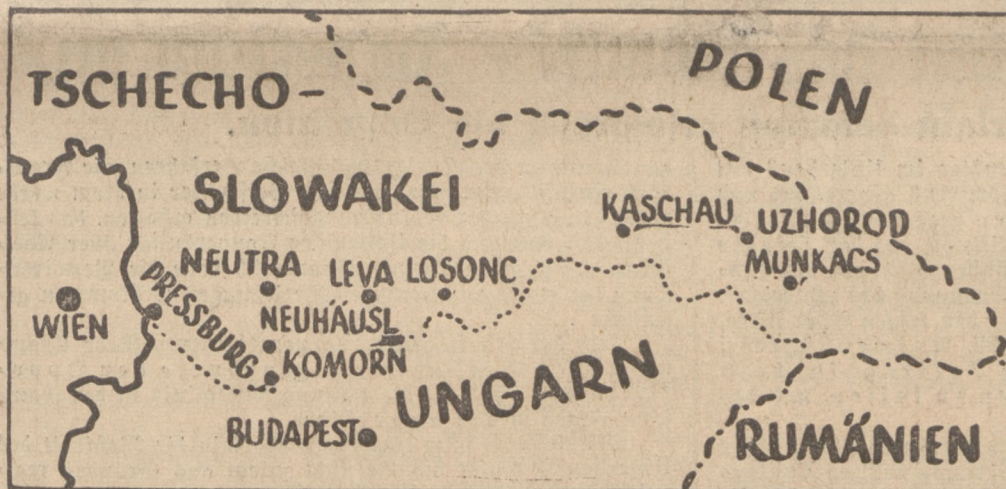 POLEN
TSCHECHO-
SLOWAKEI
KASCHAU
UZHOROD
MUNKACS
NEUTRA
LEVA
LOSONC
WIEN
PRESSBURG
NEUHÄUSL
KOMORN
UNGARN
BUDAPEST
RUMÄNIEN